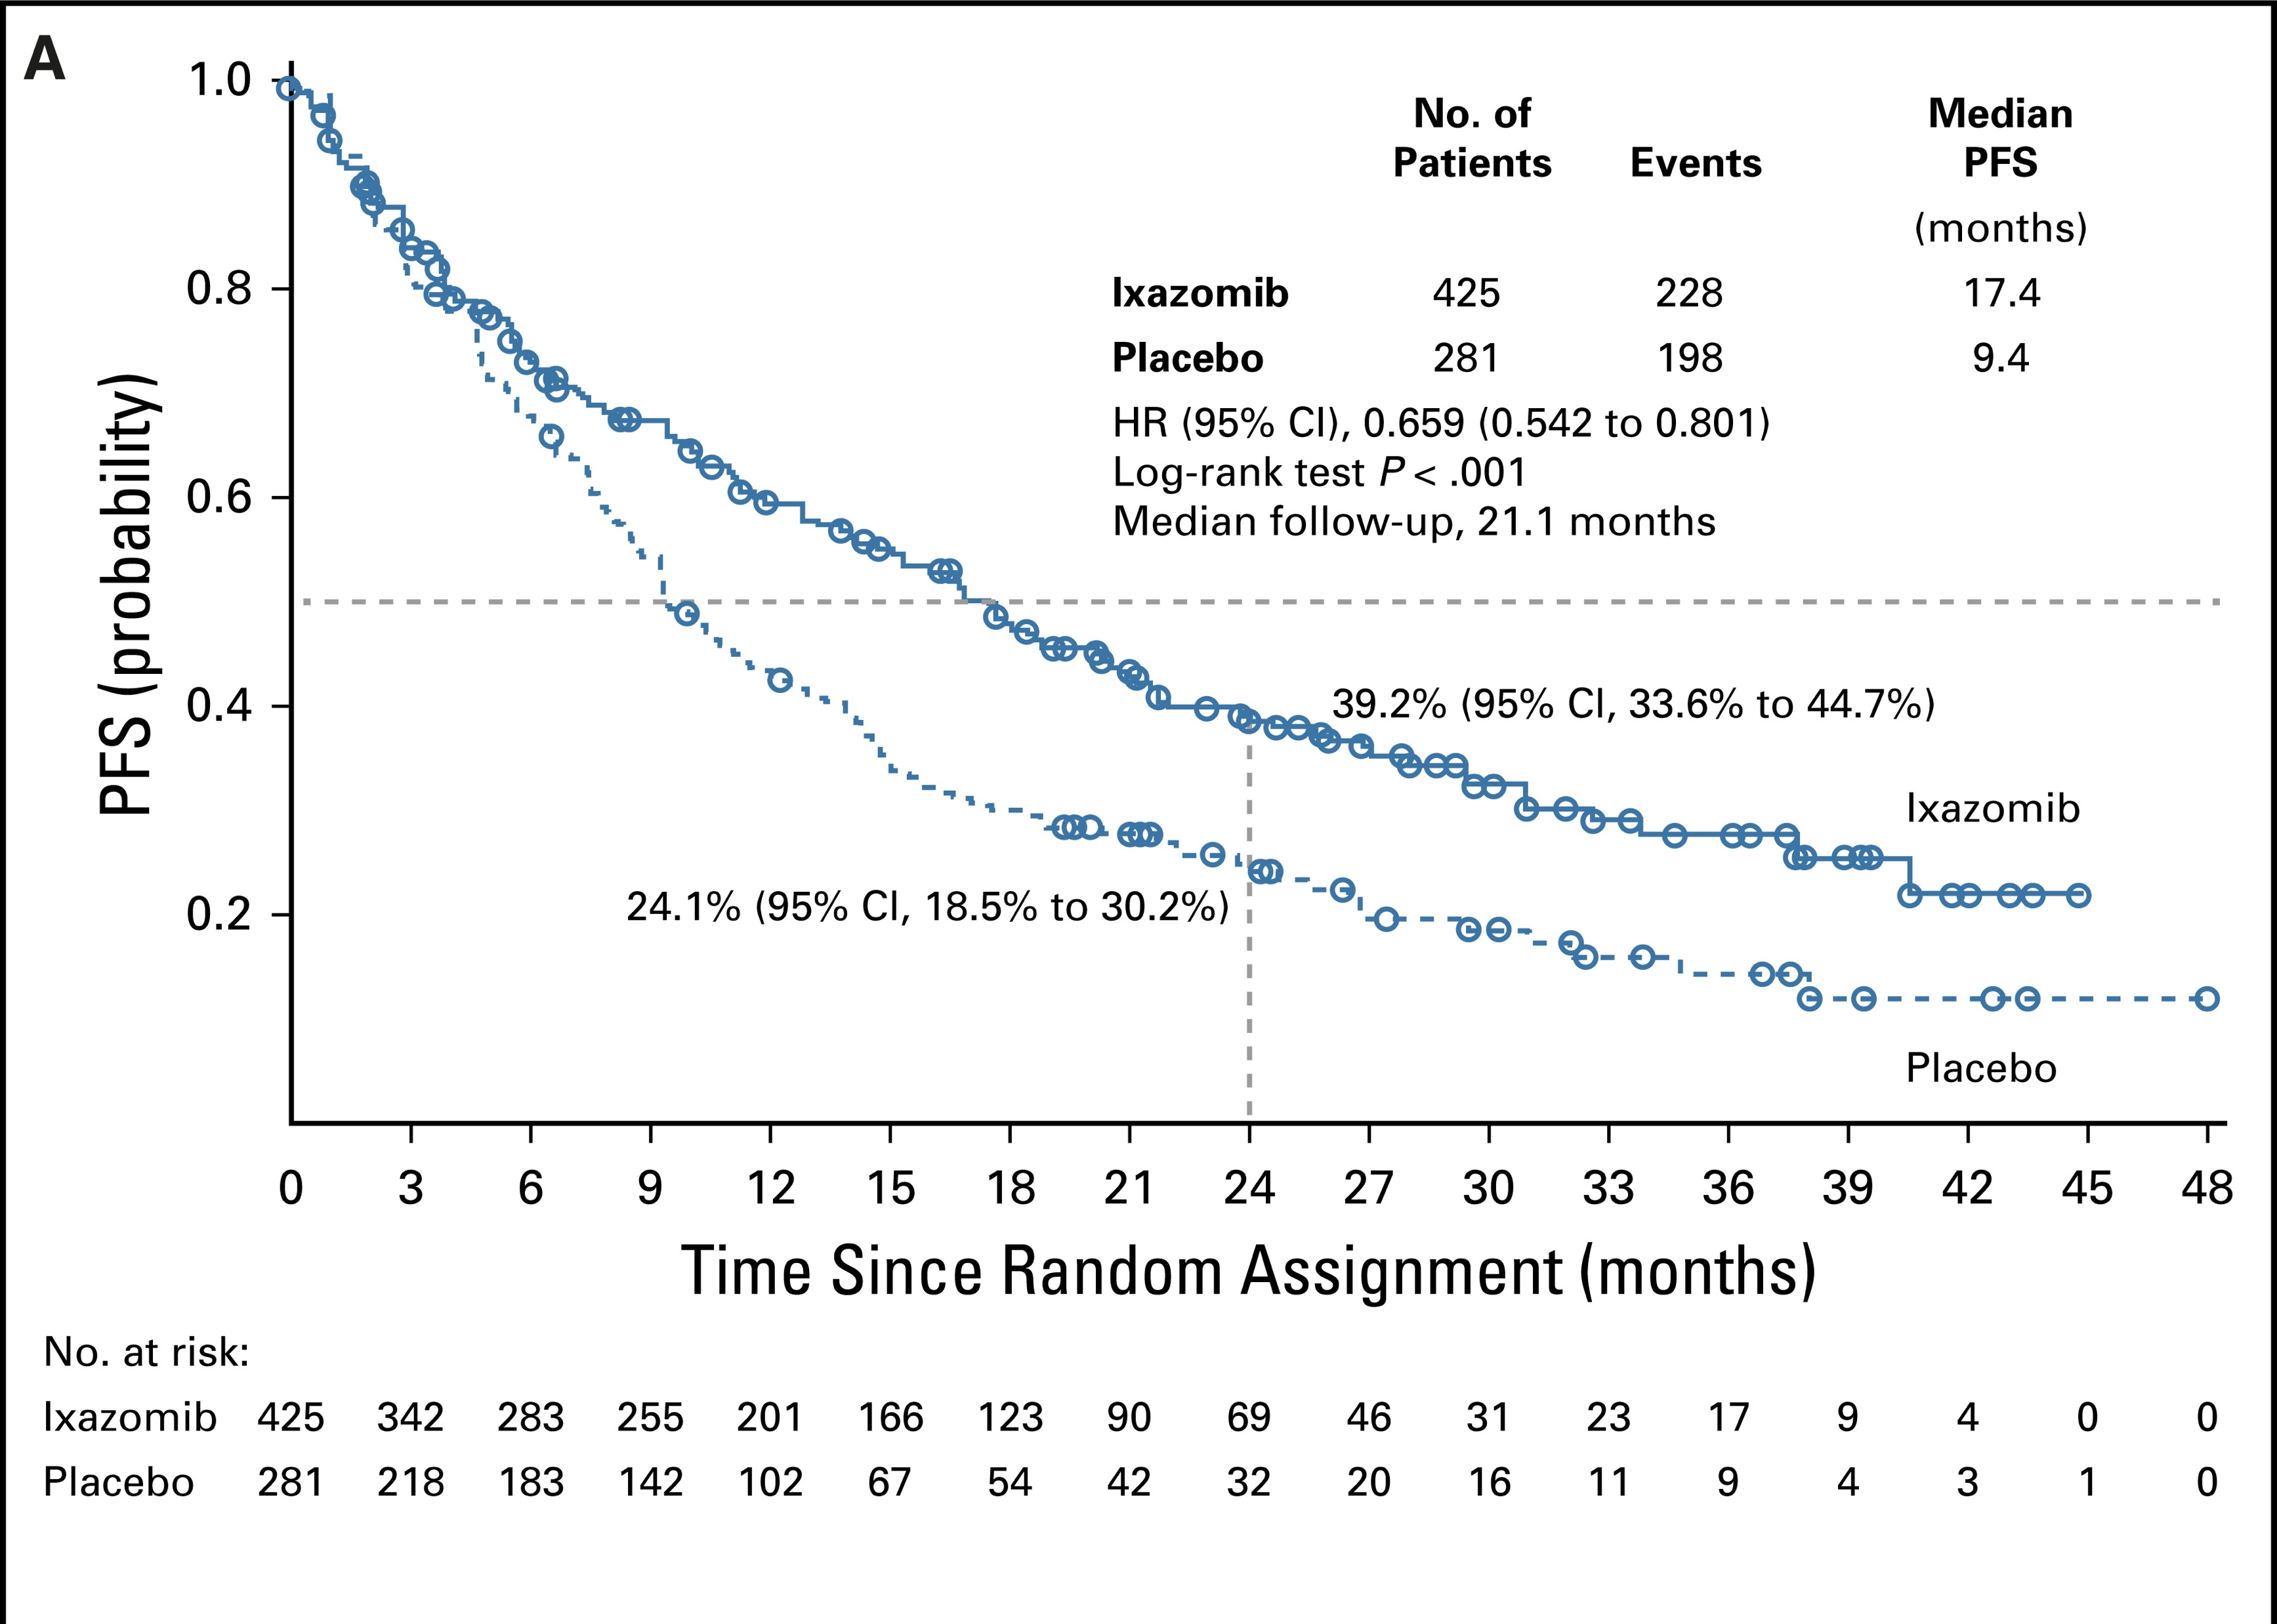 A
No. of Patients Events Median PFS
(months)
Ixazomib 425 228 17.4
Placebo 281 198 9.4
HR (95% CI), 0.659 (0.542 to 0.801)
Log-rank test P < .001
Median follow-up, 21.1 months
PFS (probability)
1.0
0.8
0.6
0.4
0.2
39.2% (95% CI, 33.6% to 44.7%)
Ixazomib
24.1% (95% CI, 18.5% to 30.2%)
Placebo
0 3 6 9 12 15 18 21 24 27 30 33 36 39 42 45 48
Time Since Random Assignment (months)
No. at risk:
Ixazomib 425 342 283 255 201 166 123 90 69 46 31 23 17 9 4 0 0
Placebo 281 218 183 142 102 67 54 42 32 20 16 11 9 4 3 1 0